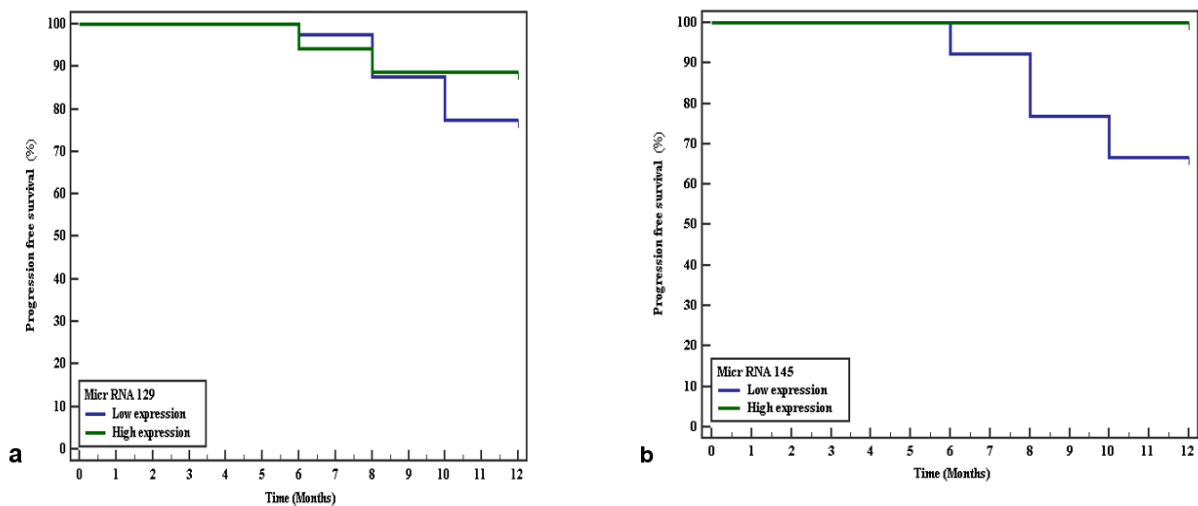 Progression free survival (%)
100
90
80
70
60
50
40
30
20
10
0
Micr RNA 129
Low expression
High expression
0 1 2 3 4 5 6 7 8 9 10 11 12
Time (Months)
a
Progression free survival (%)
100
90
80
70
60
50
40
30
20
10
0
Micr RNA 145
Low expression
High expression
0 1 2 3 4 5 6 7 8 9 10 11 12
Time (Months)
b